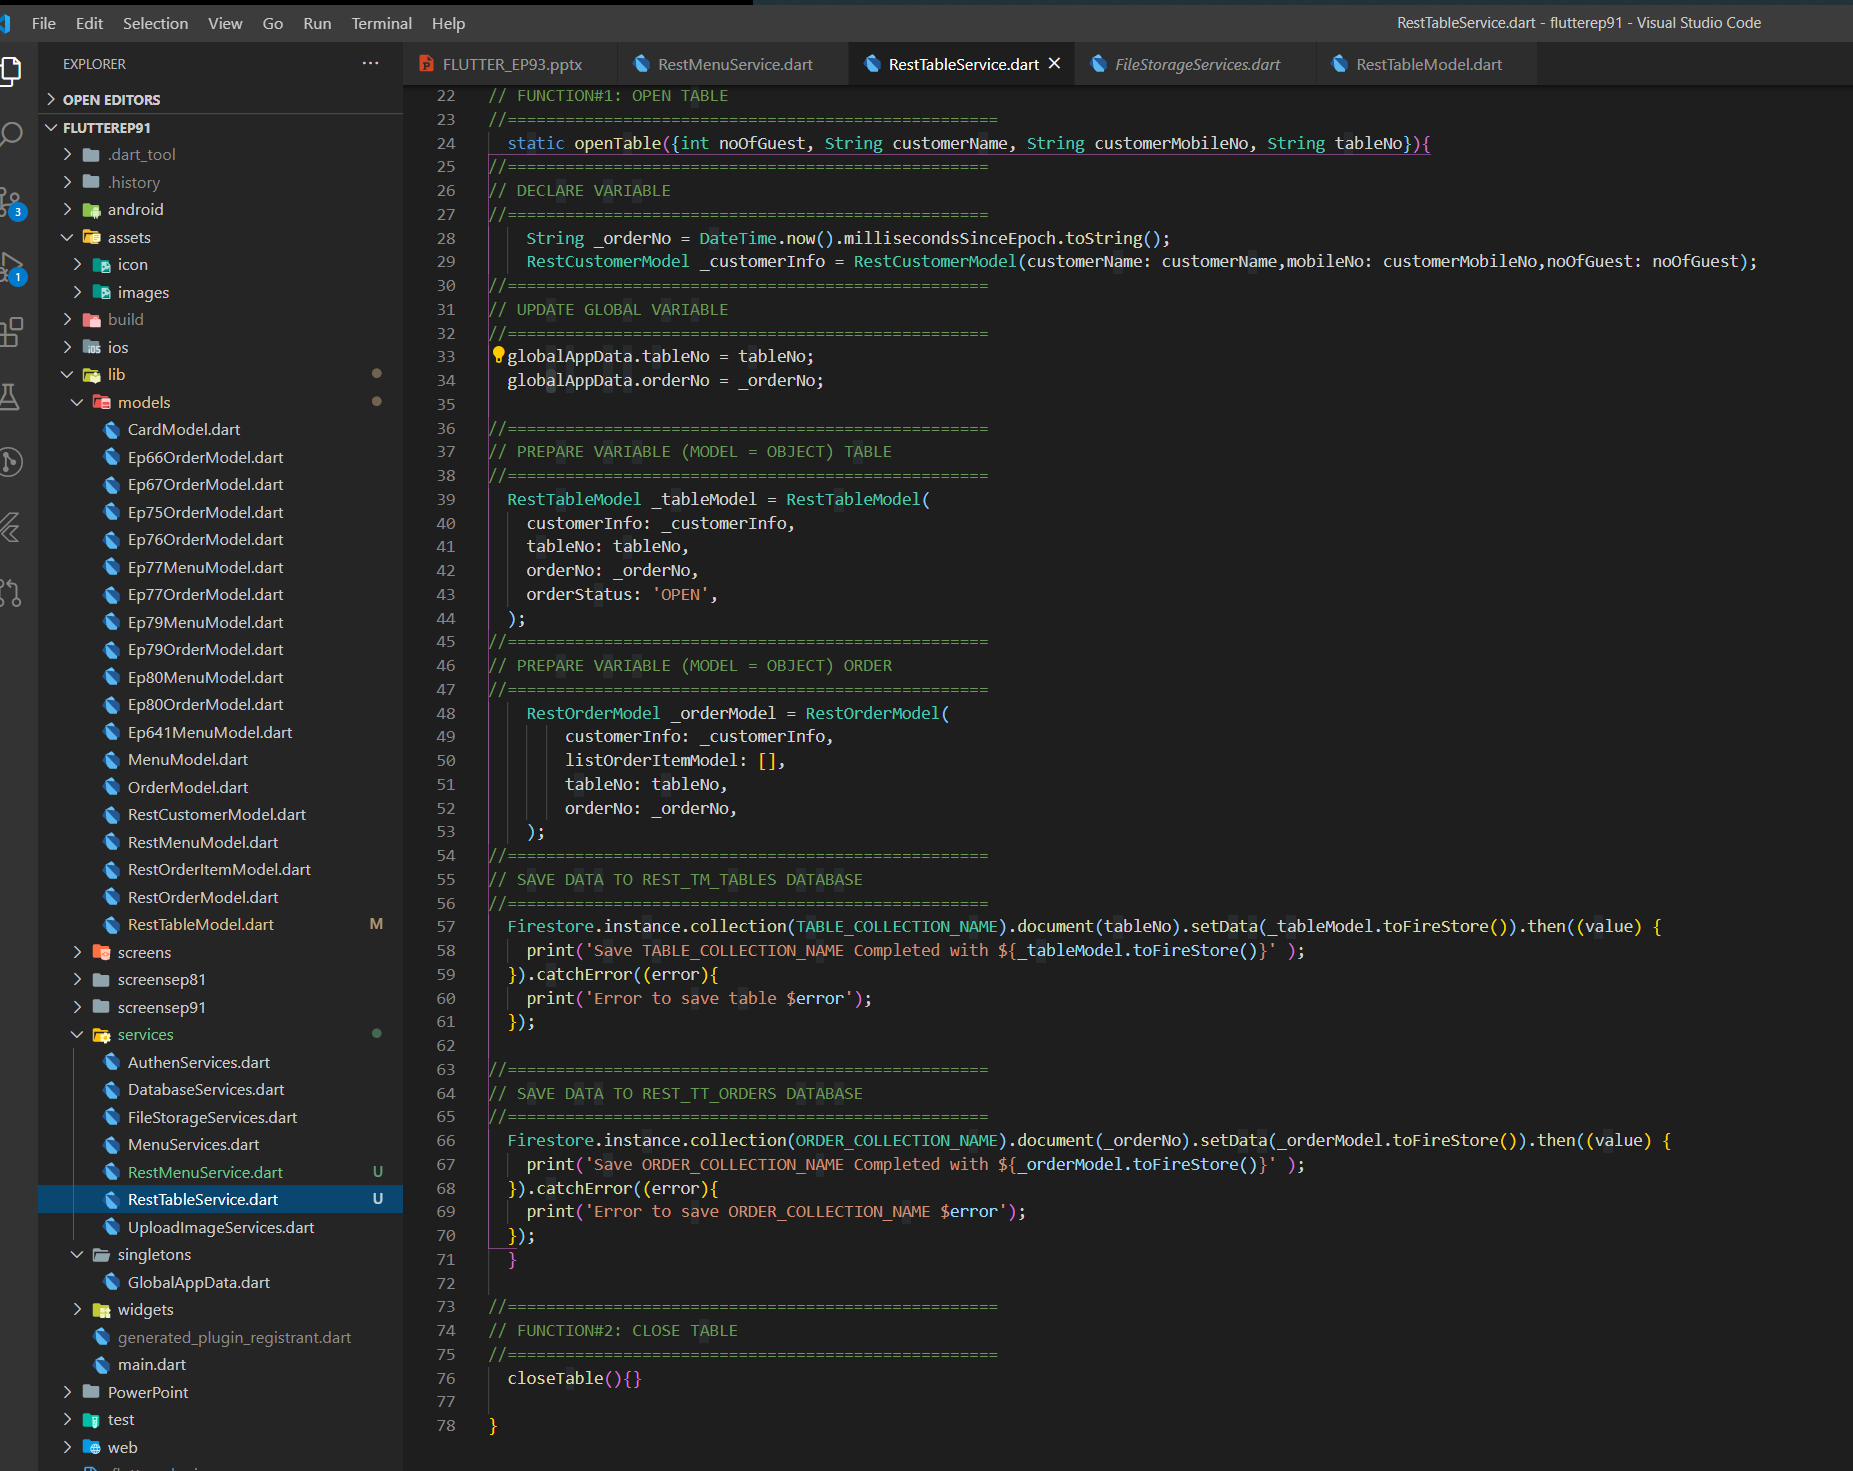 File Edit Selection View Go Run Terminal Help
RestTableService.dart - flutterep91 - Visual Studio Code
EXPLORER ...
OPEN EDITORS
FLUTTEREP91
.dart_tool
.history
android
assets
icon
images
build
ios
lib
models
CardModel.dart
Ep66OrderModel.dart
Ep67OrderModel.dart
Ep75OrderModel.dart
Ep76OrderModel.dart
Ep77MenuModel.dart
Ep77OrderModel.dart
Ep79MenuModel.dart
Ep79OrderModel.dart
Ep80MenuModel.dart
Ep80OrderModel.dart
Ep641MenuModel.dart
MenuModel.dart
OrderModel.dart
RestCustomerModel.dart
RestMenuModel.dart
RestOrderItemModel.dart
RestOrderModel.dart
RestTableModel.dart M
screens
screensep81
screensep91
services
AuthenServices.dart
DatabaseServices.dart
FileStorageServices.dart
MenuServices.dart
RestMenuService.dart U
RestTableService.dart U
UploadImageServices.dart
singletons
GlobalAppData.dart
widgets
generated_plugin_registrant.dart
main.dart
PowerPoint
test
web
3
1
FLUTTER_EP93.pptx RestMenuService.dart RestTableService.dart FileStorageServices.dart RestTableModel.dart
22 // FUNCTION#1: OPEN TABLE
23 //===================================================
24 static openTable({int noOfGuest, String customerName, String customerMobileNo, String tableNo}){
25 //==================================================
26 // DECLARE VARIABLE
27 //==================================================
28 String _orderNo = DateTime.now().millisecondsSinceEpoch.toString();
29 RestCustomerModel _customerInfo = RestCustomerModel(customerName: customerName,mobileNo: customerMobileNo,noOfGuest: noOfGuest);
30 //==================================================
31 // UPDATE GLOBAL VARIABLE
32 //==================================================
33 globalAppData.tableNo = tableNo;
34 globalAppData.orderNo = _orderNo;
35
36 //==================================================
37 // PREPARE VARIABLE (MODEL = OBJECT) TABLE
38 //==================================================
39 RestTableModel _tableModel = RestTableModel(
40 customerInfo: _customerInfo,
41 tableNo: tableNo,
42 orderNo: _orderNo,
43 orderStatus: 'OPEN',
44 );
45 //==================================================
46 // PREPARE VARIABLE (MODEL = OBJECT) ORDER
47 //==================================================
48 RestOrderModel _orderModel = RestOrderModel(
49 customerInfo: _customerInfo,
50 listOrderItemModel: [],
51 tableNo: tableNo,
52 orderNo: _orderNo,
53 );
54 //==================================================
55 // SAVE DATA TO REST_TM_TABLES DATABASE
56 //==================================================
57 Firestore.instance.collection(TABLE_COLLECTION_NAME).document(tableNo).setData(_tableModel.toFireStore()).then((value) {
58 print('Save TABLE_COLLECTION_NAME Completed with ${_tableModel.toFireStore()}' );
59 }).catchError((error){
60 print('Error to save table $error');
61 });
62
63 //==================================================
64 // SAVE DATA TO REST_TT_ORDERS DATABASE
65 //==================================================
66 Firestore.instance.collection(ORDER_COLLECTION_NAME).document(_orderNo).setData(_orderModel.toFireStore()).then((value) {
67 print('Save ORDER_COLLECTION_NAME Completed with ${_orderModel.toFireStore()}' );
68 }).catchError((error){
69 print('Error to save ORDER_COLLECTION_NAME $error');
70 });
71 }
72
73 //===================================================
74 // FUNCTION#2: CLOSE TABLE
75 //===================================================
76 closeTable(){}
77
78 }